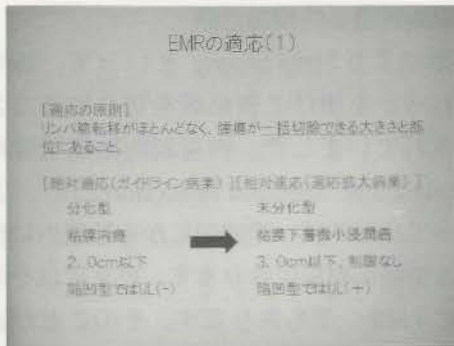 EMRの適応(1)
[適応の原則]
リンパ節転移がほとんどなく、腫瘍が一括切除できる大きさと部
位にあること。
[絶対適応(ガイドライン病変)][相対適応(適応拡大病変)]
分化型 未分化型
粘膜内癌 粘膜下層微小浸潤癌
2.0cm以下 3.0cm以下、制限なし
陥凹型ではUL(-) 陥凹型ではUL(+)